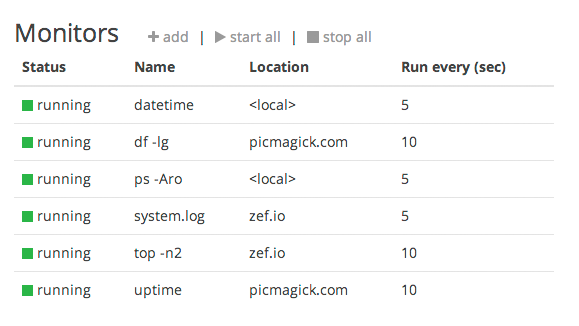 Monitors add | start all | stop all
Status Name Location Run every (sec)
running datetime <local> 5
running df -lg picmagick.com 10
running ps -Aro <local> 5
running system.log zef.io 5
running top -n2 zef.io 10
running uptime picmagick.com 10